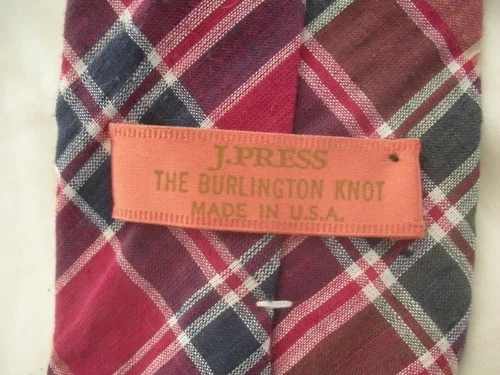 J.PRESS
THE BURLINGTON KNOT
MADE IN U.S.A.